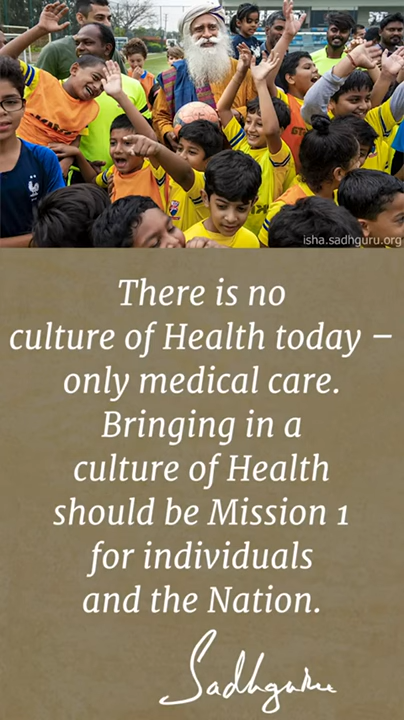 isha.sadhguru.org
There is no
culture of Health today –
only medical care.
Bringing in a
culture of Health
should be Mission 1
for individuals
and the Nation.
Sadhguru